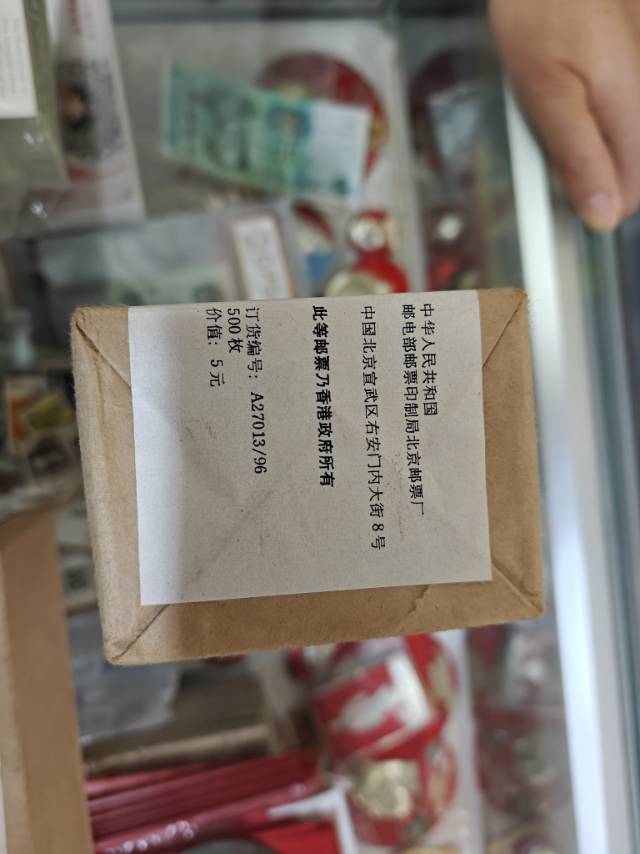 中华人民共和国
邮电部邮票印制局北京邮票厂
中国北京宣武区右安门内大街8号
此等邮票乃香港政府所有
订货编号：A27013/96
500枚
价值：5元